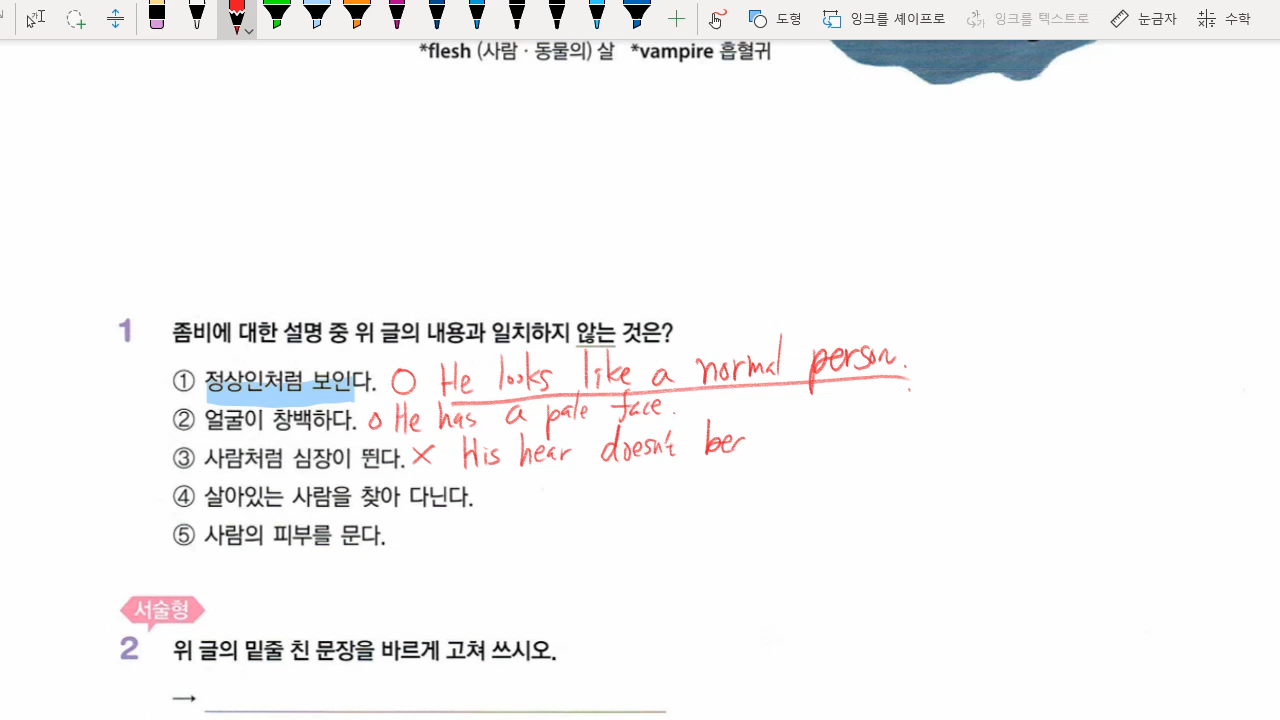 도형 잉크를 셰이프로 잉크를 텍스트로 눈금자 수학
*flesh (사람 · 동물의) 살 *vampire 흡혈귀
1 좀비에 대한 설명 중 위 글의 내용과 일치하지 않는 것은?
① 정상인처럼 보인다. O He looks like a normal person.
② 얼굴이 창백하다. O He has a pale face.
③ 사람처럼 심장이 뛴다. X His hear doesn't ber
④ 살아있는 사람을 찾아 다닌다.
⑤ 사람의 피부를 문다.
서술형
2 위 글의 밑줄 친 문장을 바르게 고쳐 쓰시오.
→